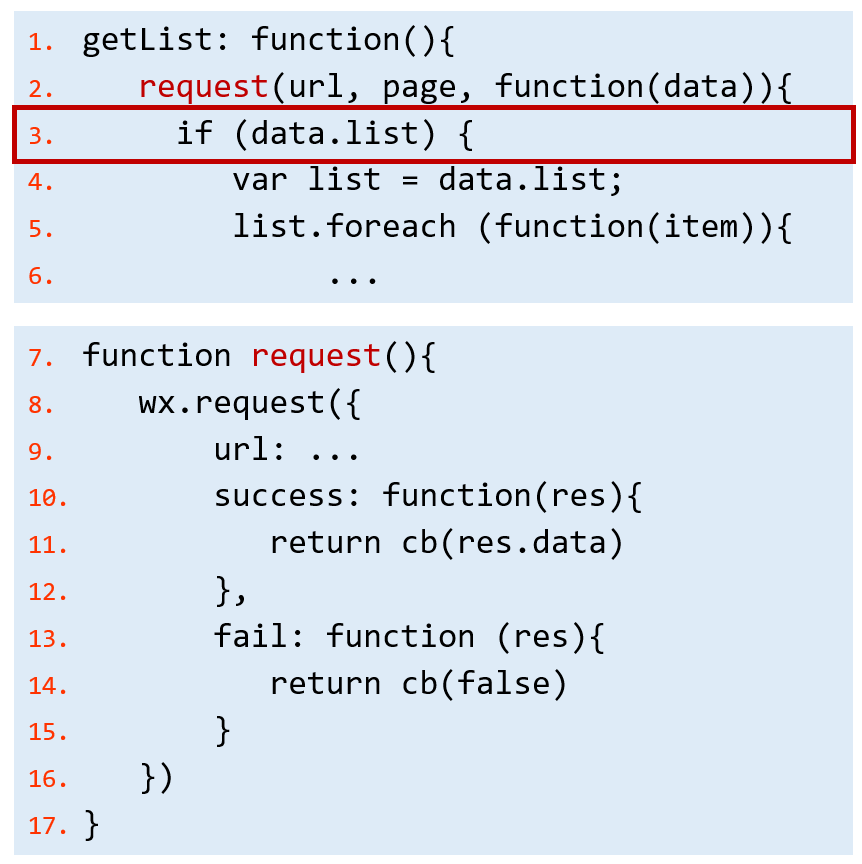 1. getList: function(){
2. request(url, page, function(data)){
3. if (data.list) {
4. var list = data.list;
5. list.foreach (function(item)){
6. ...
7. function request(){
8. wx.request({
9. url: ...
10. success: function(res){
11. return cb(res.data)
12. },
13. fail: function (res){
14. return cb(false)
15. }
16. })
17. }